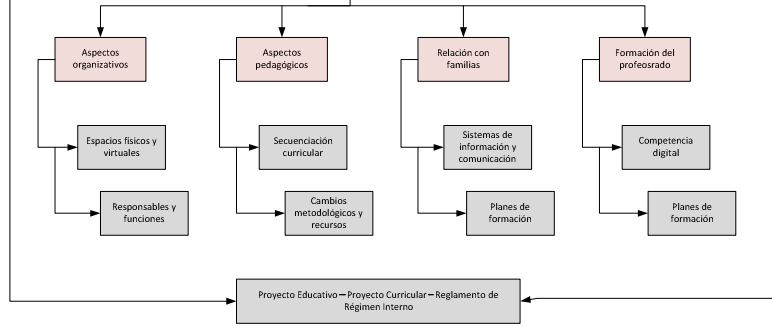 Aspectos
organizativos
Aspectos
pedagógicos
Relación con
familias
Formación del
profeosrado
Espacios físicos y
virtuales
Secuenciación
curricular
Sistemas de
información y
comunicación
Competencia
digital
Responsables y
funciones
Cambios
metodológicos y
recursos
Planes de
formación
Planes de
formación
Proyecto Educativo – Proyecto Curricular – Reglamento de
Régimen Interno